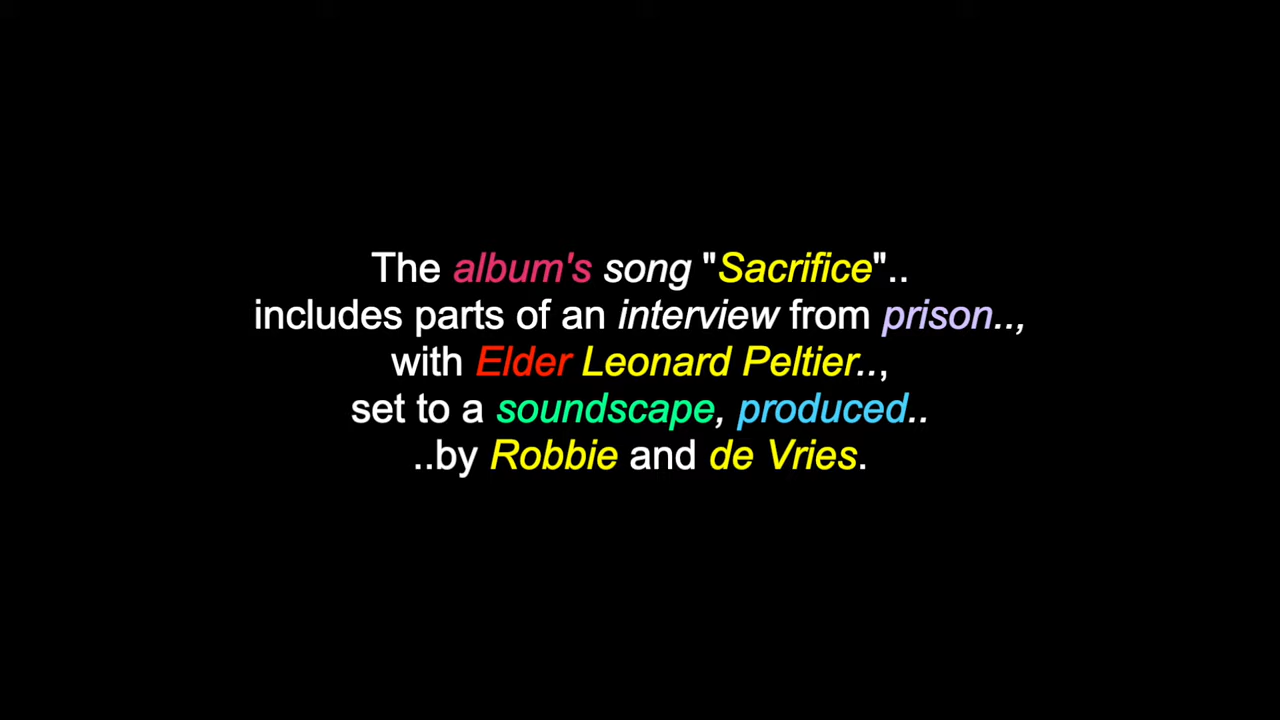 The album's song "Sacrifice"..
includes parts of an interview from prison..,
with Elder Leonard Peltier..,
set to a soundscape, produced..
..by Robbie and de Vries.